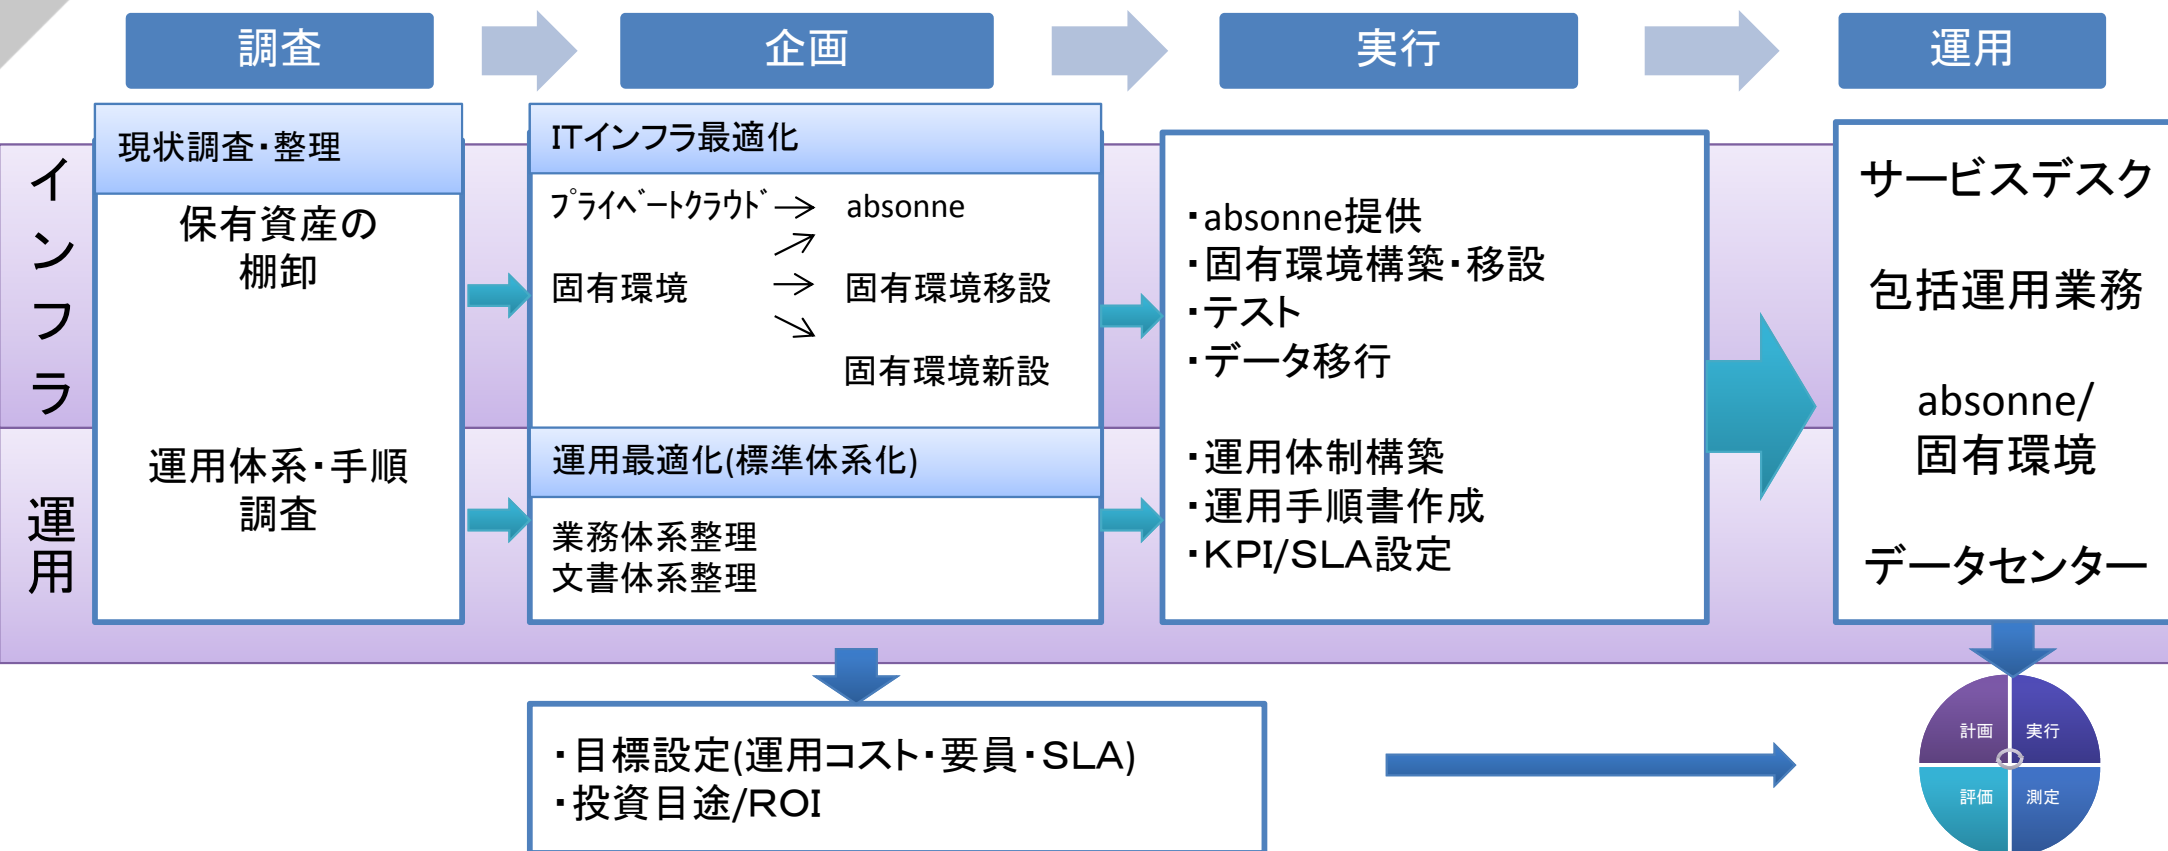 調査
企画
実行
運用
インフラ
運用
現状調査・整理
保有資産の
棚卸
運用体系・手順
調査
ITインフラ最適化
ﾌﾟﾗｲﾍﾞｰﾄｸﾗｳﾄﾞ → absonne
↗
固有環境 → 固有環境移設
↘
固有環境新設
運用最適化(標準体系化)
業務体系整理
文書体系整理
・absonne提供
・固有環境構築・移設
・テスト
・データ移行
・運用体制構築
・運用手順書作成
・KPI/SLA設定
サービスデスク
包括運用業務
absonne/
固有環境
データセンター
・目標設定(運用コスト・要員・SLA)
・投資目途/ROI
計画 実行
評価 測定